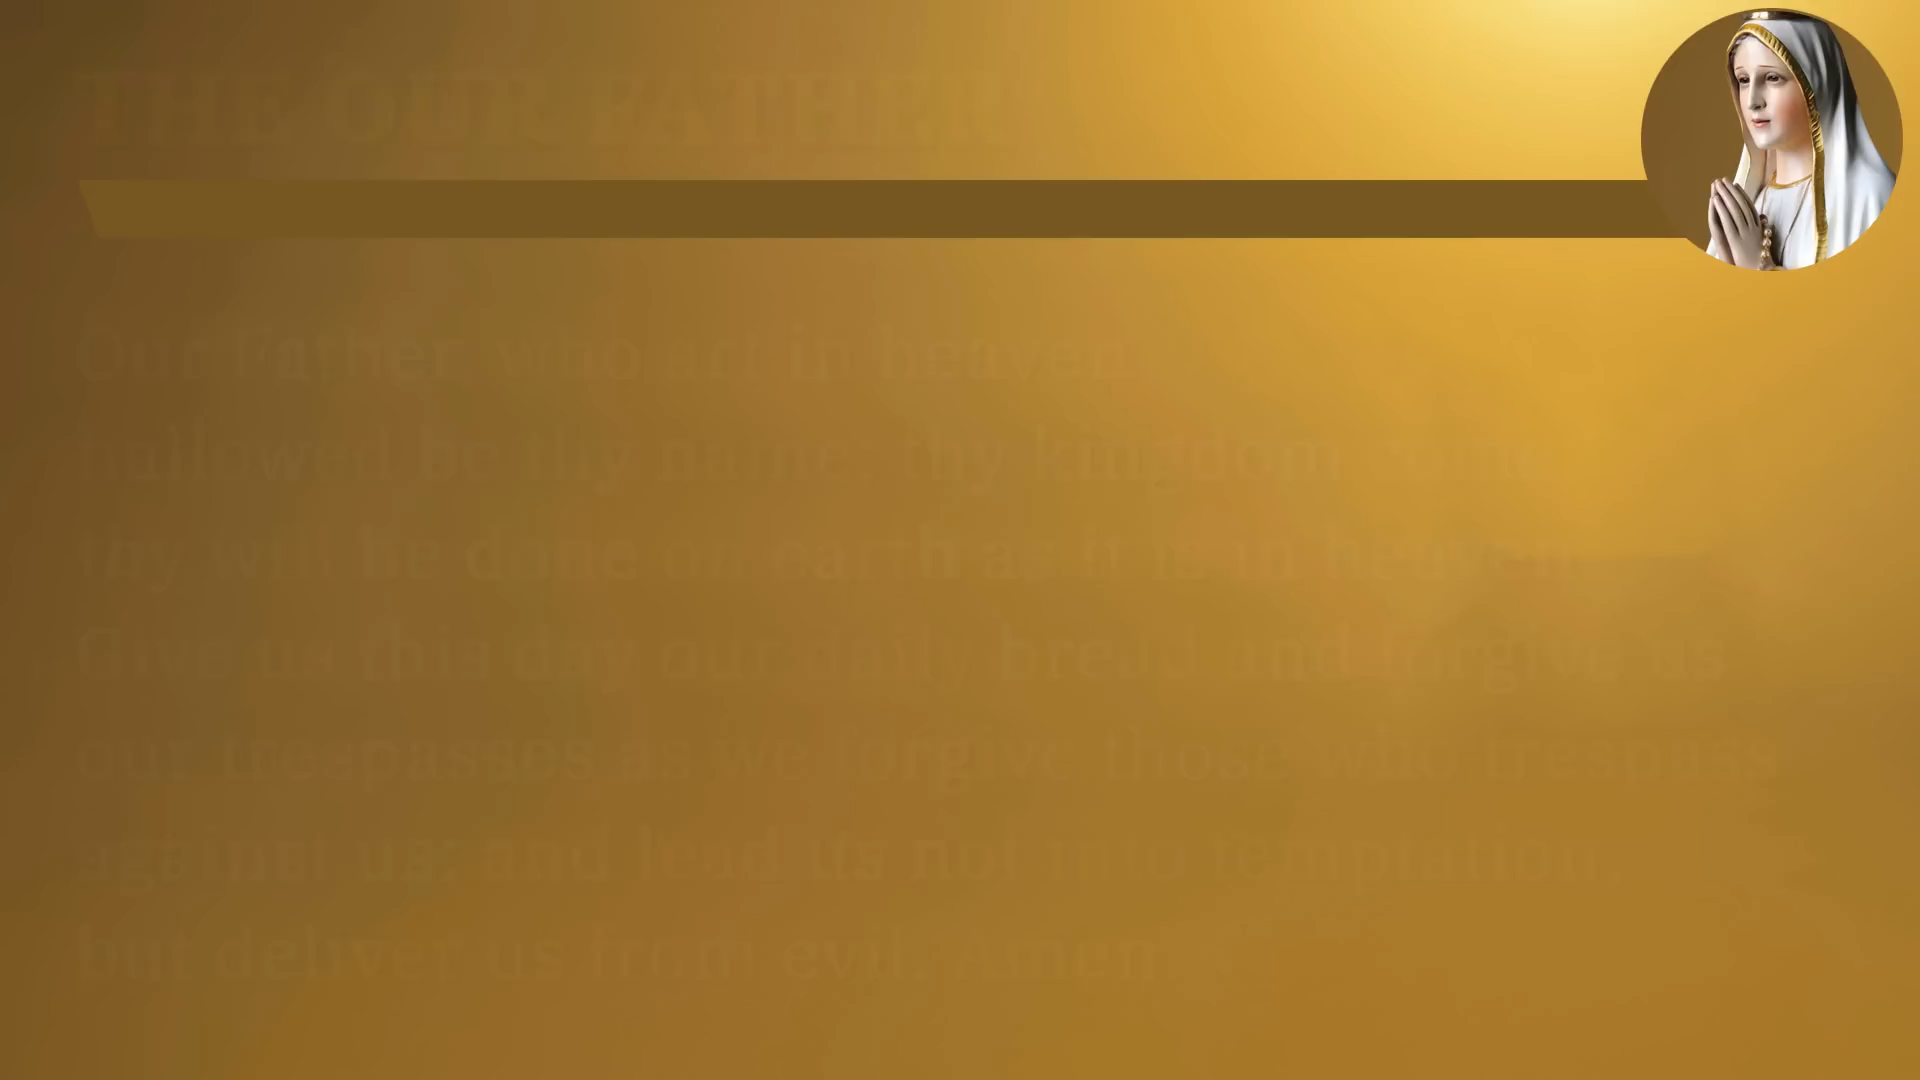 THE OUR FATHER
Our Father, who art in heaven,
hallowed be thy name; thy kingdom come,
thy will be done on earth as it is in heaven.
Give us this day our daily bread and forgive us
our trespasses as we forgive those who trespass
against us; and lead us not into temptation,
but deliver us from evil. Amen.